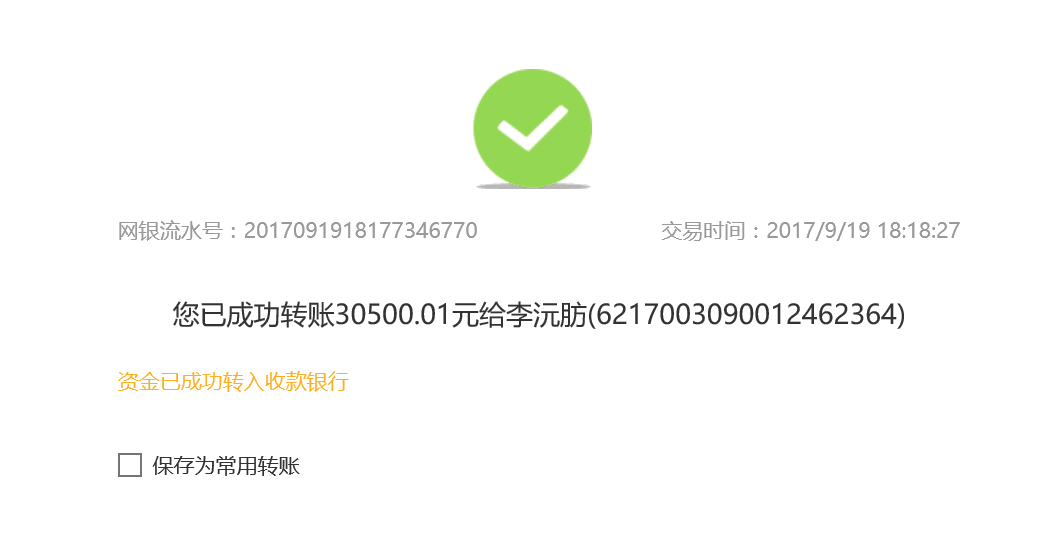 网银流水号：2017091918177346770
交易时间：2017/9/19 18:18:27
您已成功转账30500.01元给李沅肪(6217003090012462364)
资金已成功转入收款银行
保存为常用转账